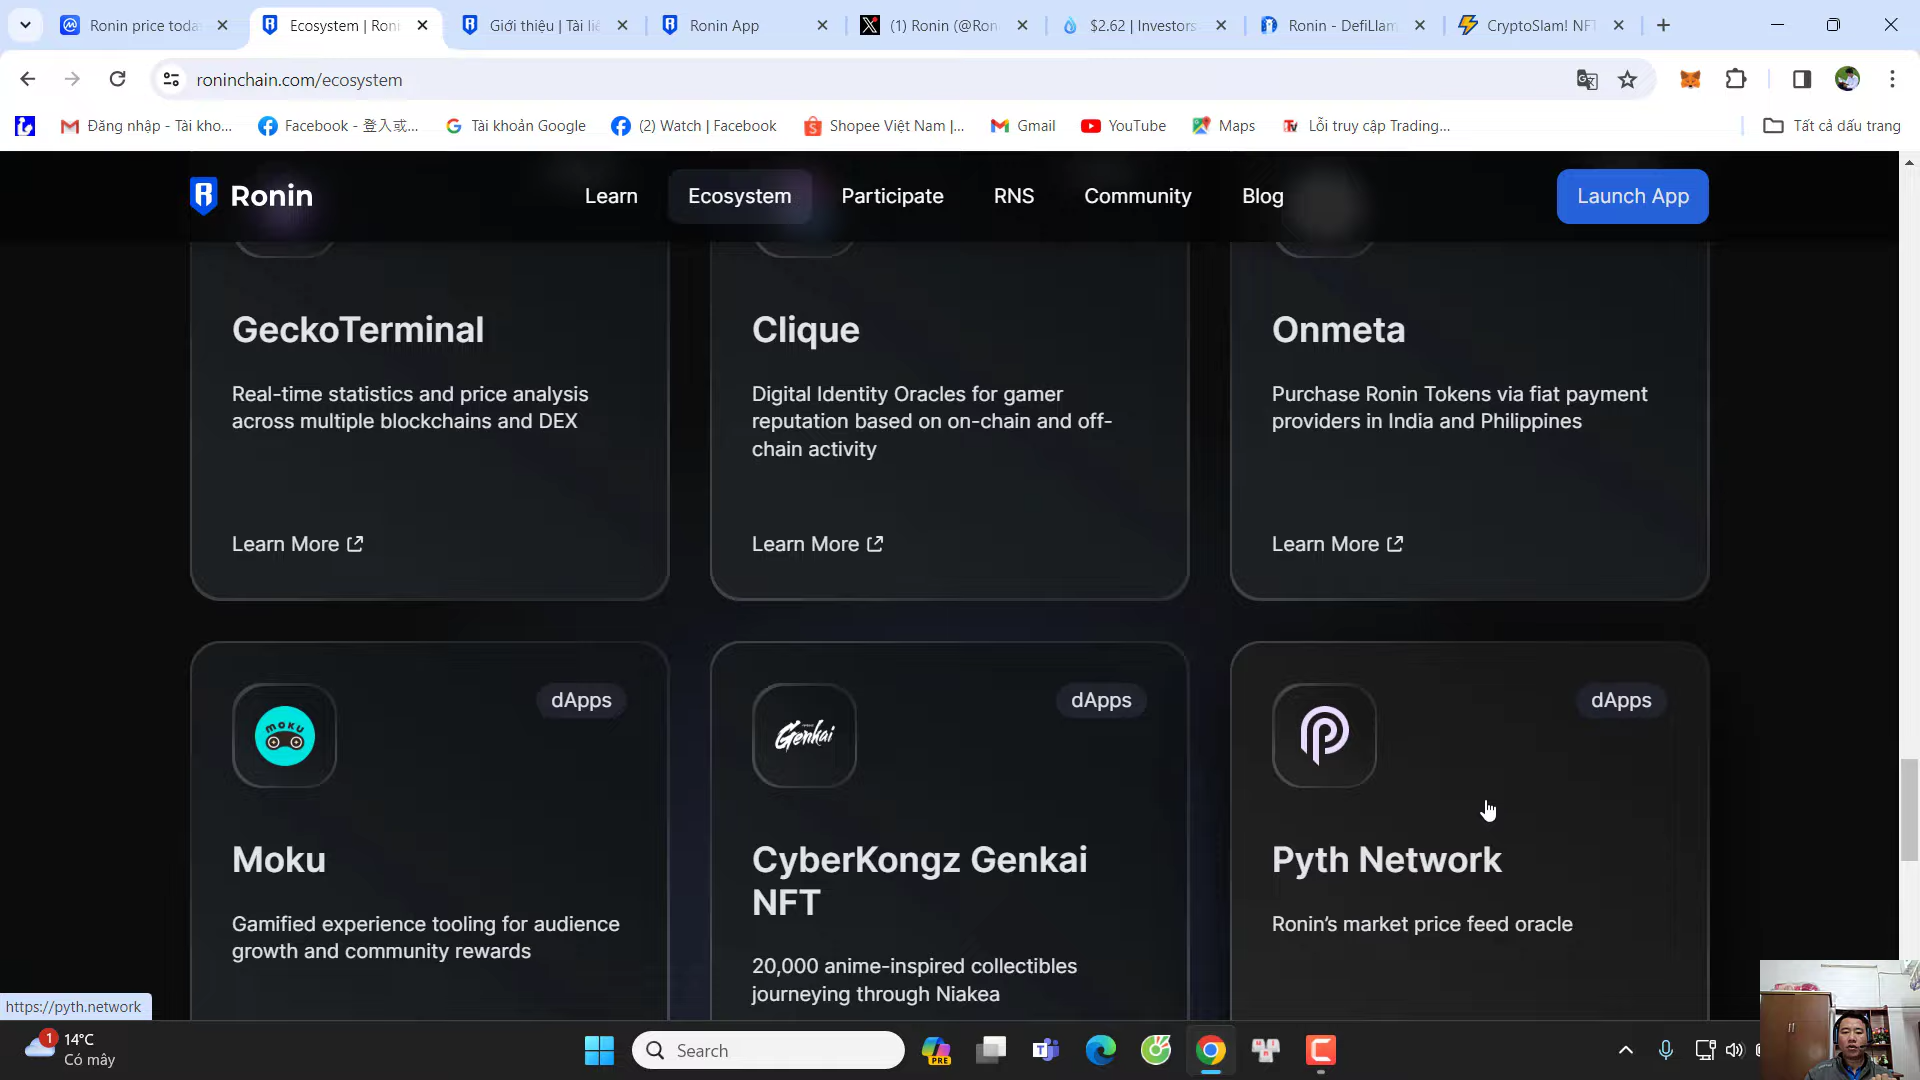 Ronin price toda
Ecosystem | Roni
Giới thiệu | Tài liệ
Ronin App
(1) Ronin (@Ron
$2.62 | Investors
Ronin - DefiLlam
CryptoSlam! NFT
roninchain.com/ecosystem
Đăng nhập - Tài kho...
Facebook - 登入或...
Tài khoản Google
(2) Watch | Facebook
Shopee Việt Nam |...
Gmail
YouTube
Maps
Lỗi truy cập Trading...
Tất cả dấu trang
Ronin
Learn
Ecosystem
Participate
RNS
Community
Blog
Launch App
GeckoTerminal
Real-time statistics and price analysis
across multiple blockchains and DEX
Learn More
Clique
Digital Identity Oracles for gamer
reputation based on on-chain and off-
chain activity
Learn More
Onmeta
Purchase Ronin Tokens via fiat payment
providers in India and Philippines
Learn More
MOKU
dApps
Moku
Gamified experience tooling for audience
growth and community rewards
Genkai
dApps
CyberKongz Genkai
NFT
20,000 anime-inspired collectibles
journeying through Niakea
dApps
Pyth Network
Ronin’s market price feed oracle
https://pyth.network
1
14°C
Có mây
Search
PRE